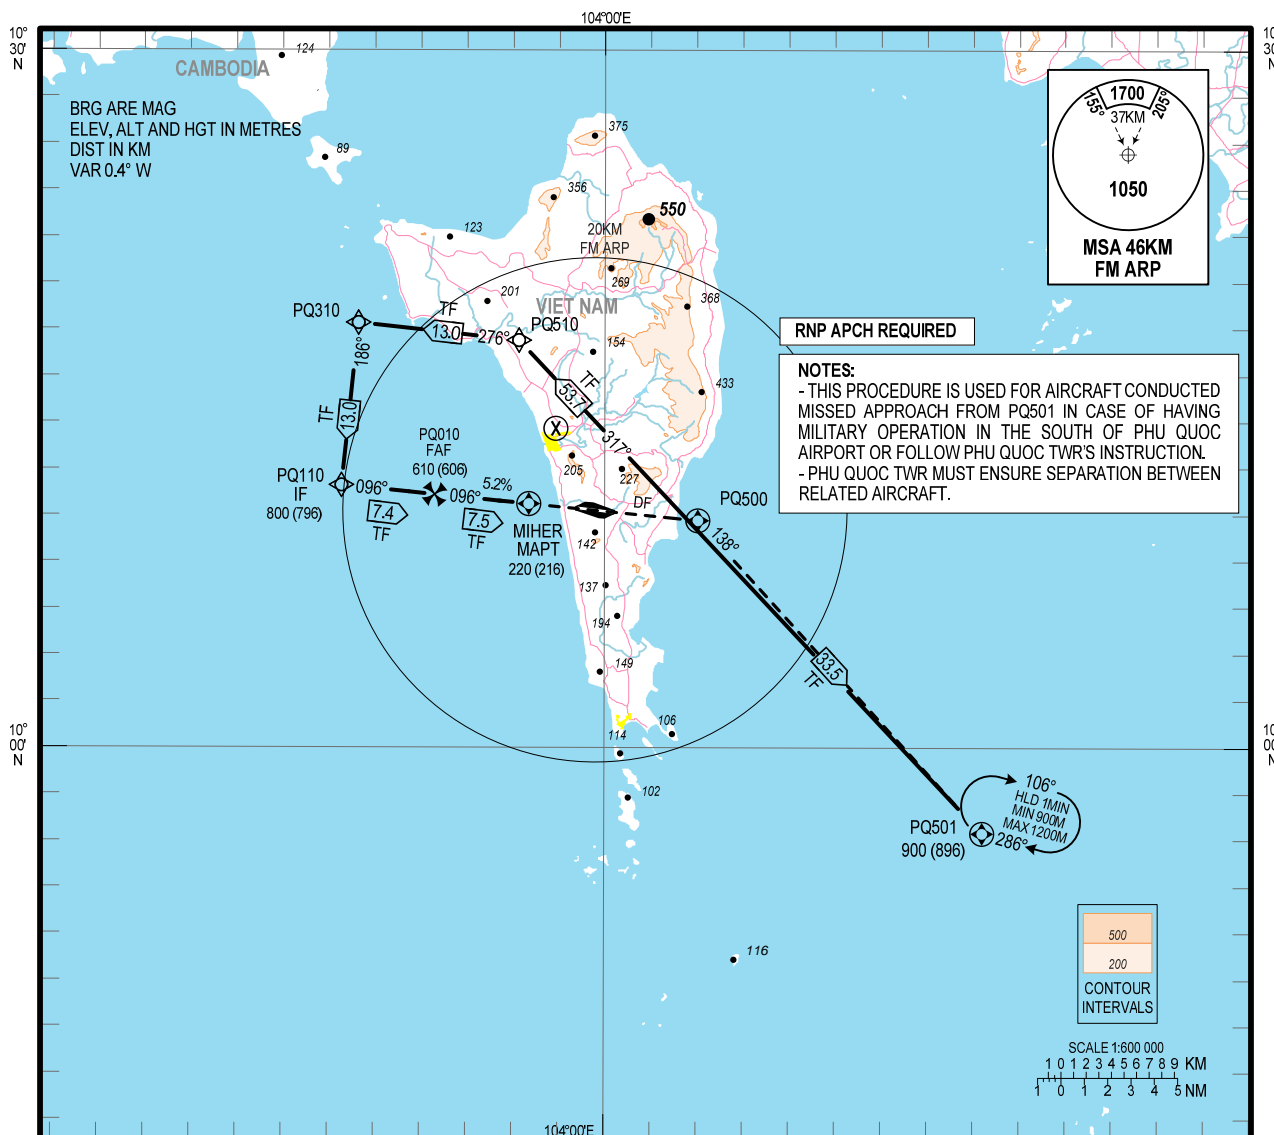 104°00'E
10°
30'
N
10°
30'
N
CAMBODIA
124
BRG ARE MAG
ELEV, ALT AND HGT IN METRES
DIST IN KM
VAR 0.4° W
89
375
356
550
123
20KM
FM ARP
269
201
VIET NAM
368
154
433
155°
1700
205°
37KM
1050
MSA 46KM
FM ARP
RNP APCH REQUIRED
NOTES:
- THIS PROCEDURE IS USED FOR AIRCRAFT CONDUCTED
MISSED APPROACH FROM PQ501 IN CASE OF HAVING
MILITARY OPERATION IN THE SOUTH OF PHU QUOC
AIRPORT OR FOLLOW PHU QUOC TWR'S INSTRUCTION.
- PHU QUOC TWR MUST ENSURE SEPARATION BETWEEN
RELATED AIRCRAFT.
PQ310
TF
13.0
276°
PQ510
186°
TF
13.0
TF
53.7
317°
X
PQ010
FAF
610 (606)
PQ110
IF
800 (796)
096°
7.4
TF
096°
5.2%
7.5
TF
MIHER
MAPT
220 (216)
205
227
DF
PQ500
138°
142
137
194
149
33.5
TF
106
114
102
10°
00'
N
10°
00'
N
106°
HLD 1MIN
MIN 900M
MAX 1200M
286°
PQ501
900 (896)
116
500
200
CONTOUR
INTERVALS
SCALE 1:600 000
1 0 1 2 3 4 5 6 7 8 9 KM
1 0 1 2 3 4 5 NM
104°00'E